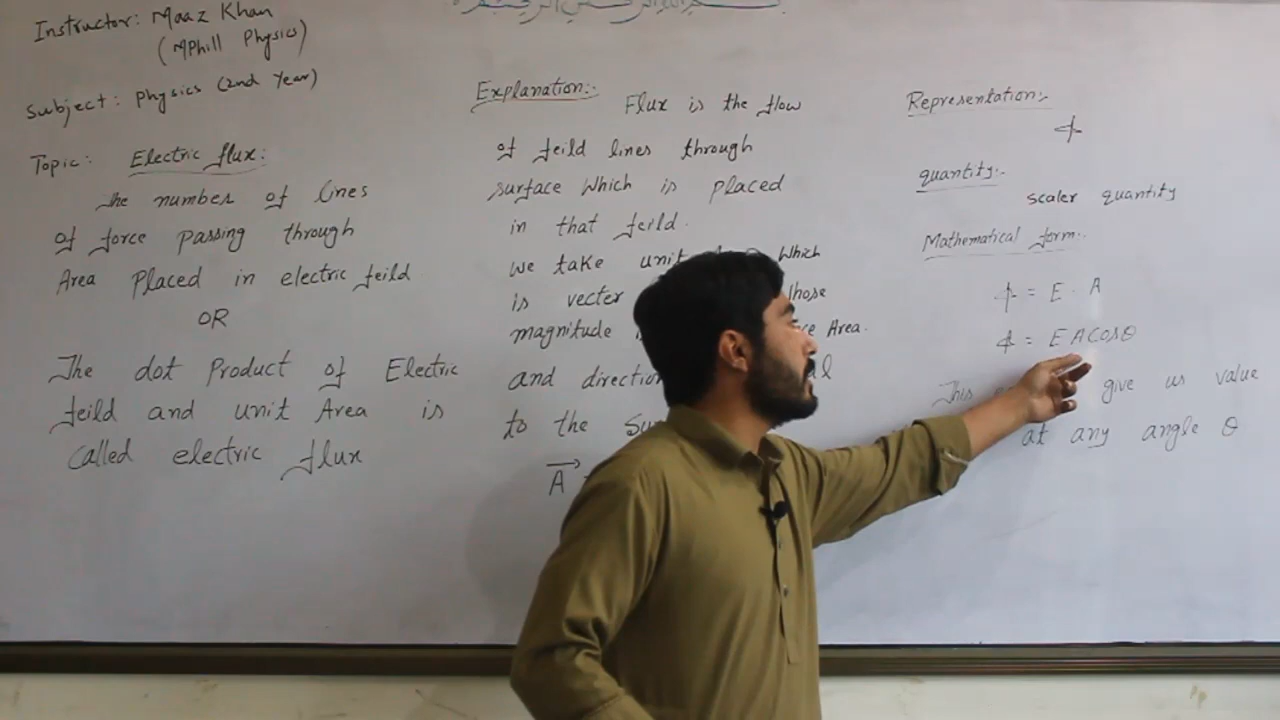 Instructor: Maaz Khan
(MPhill Physics)
Subject: Physics (2nd Year)
Topic: Electric flux:
The number of lines
of force passing through
Area Placed in electric feild
OR
The dot Product of Electric
feild and unit Area is
called electric flux
Explanation:-
Flux is the flow
of feild lines through
surface Which is placed
in that feild.
we take unit Which
is vecter
magnitude Area.
and direction
to the
A
Representation:-
ϕ
quantity:-
scaler quantity
Mathematical form:-
ϕ = E . A
ϕ = E A Cosθ
This give us value
at any angle θ